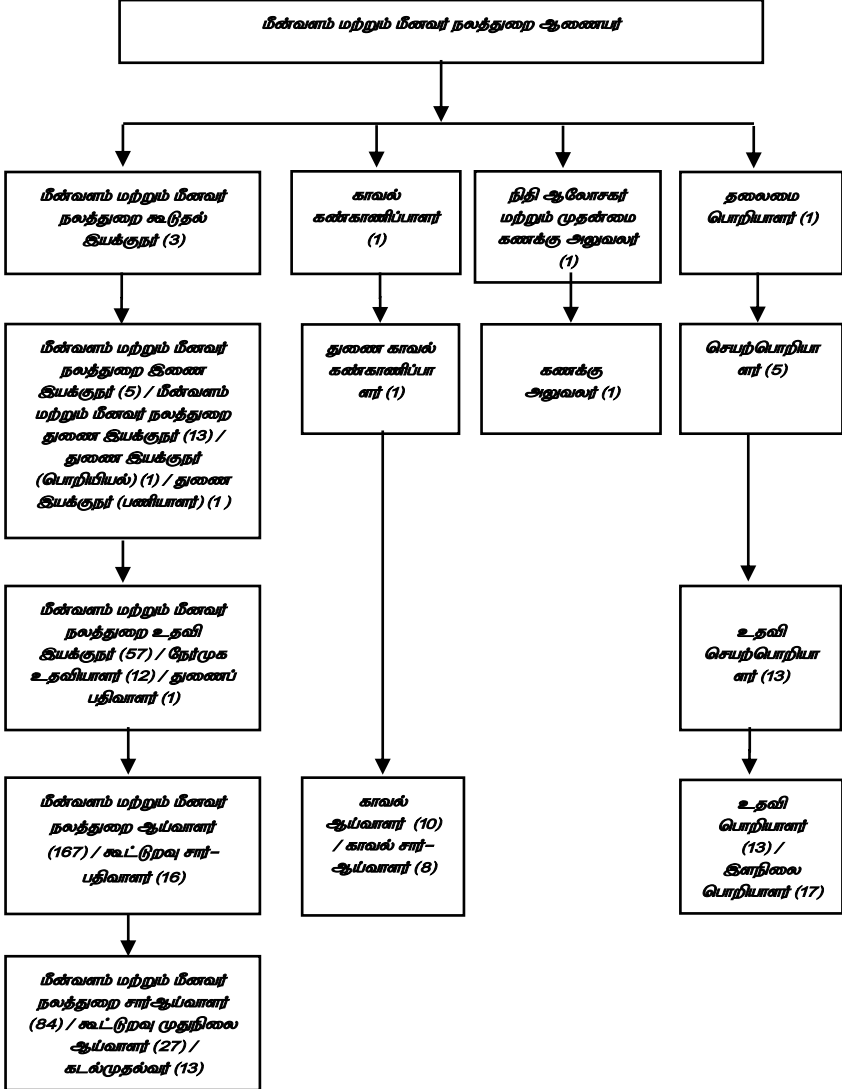 மீன்வளம் மற்றும் மீனவர் நலத்துறை ஆணையர்
மீன்வளம் மற்றும் மீனவர்
நலத்துறை கூடுதல்
இயக்குநர் (3)
காவல்
கண்காணிப்பாளர்
(1)
நிதி ஆலோசகர்
மற்றும் முதன்மை
கணக்கு அலுவலர்
(1)
தலைமை
பொறியாளர் (1)
மீன்வளம் மற்றும் மீனவர்
நலத்துறை இணை
இயக்குநர் (5) / மீன்வளம்
மற்றும் மீனவர் நலத்துறை
துணை இயக்குநர் (13) /
துணை இயக்குநர்
(பொறியியல்) (1) / துணை
இயக்குநர் (பணியாளர்) (1 )
துணை காவல்
கண்காணிப்பா
ளர் (1)
கணக்கு
அலுவலர் (1)
செயற்பொறியா
ளர் (5)
மீன்வளம் மற்றும் மீனவர்
நலத்துறை உதவி
இயக்குநர் (57) / நேர்முக
உதவியாளர் (12) / துணைப்
பதிவாளர் (1)
உதவி
செயற்பொறியா
ளர் (13)
மீன்வளம் மற்றும் மீனவர்
நலத்துறை ஆய்வாளர்
(167) / கூட்டுறவு சார்–
பதிவாளர் (16)
காவல்
ஆய்வாளர் (10)
/ காவல் சார்–
ஆய்வாளர் (8)
உதவி
பொறியாளர்
(13) /
இளநிலை
பொறியாளர் (17)
மீன்வளம் மற்றும் மீனவர்
நலத்துறை சார்ஆய்வாளர்
(84) / கூட்டுறவு முதுநிலை
ஆய்வாளர் (27) /
கடல்முதல்வர் (13)